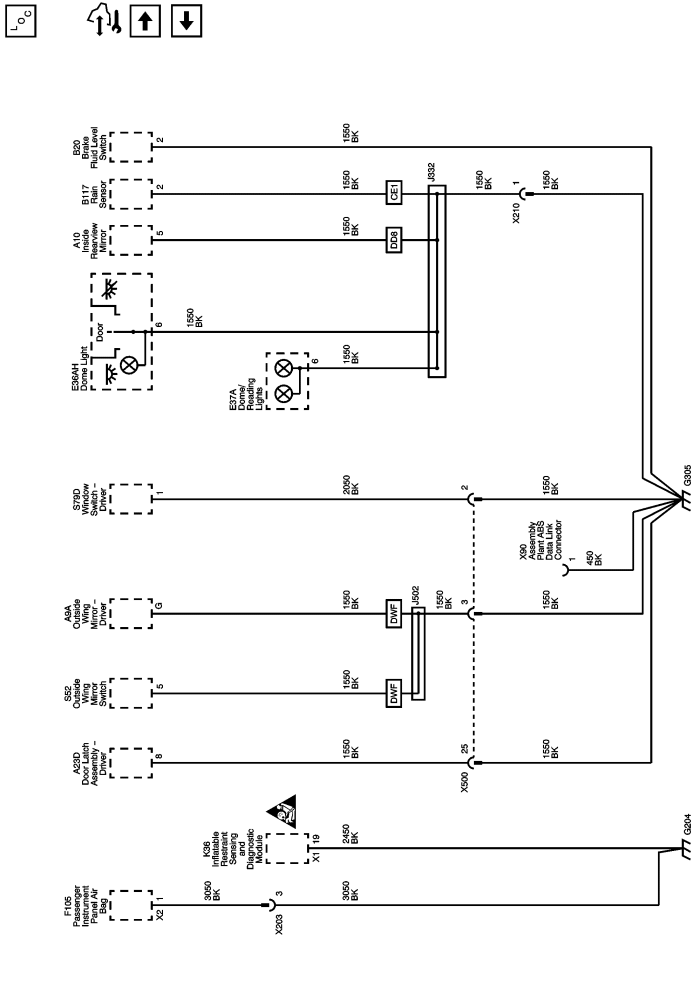 LOC
B20
Brake
Fluid Level
Switch
2
1550
BK
B117
Rain
Sensor
2
1550
BK
CE1
J332
1550
BK
X210
1
1550
BK
A10
Inside
Rearview
Mirror
5
1550
BK
DD8
E36AH
Dome Light
Door
6
1550
BK
E37A
Dome/
Reading
Lights
6
1550
BK
S79D
Window
Switch –
Driver
1
2050
BK
2
1550
BK
G305
X90
Assembly
Plant ABS
Data Link
Connector
1
450
BK
A9A
Outside
Wing
Mirror –
Driver
G
1550
BK
DWF
J502
1550
BK
3
1550
BK
S52
Outside
Wing
Mirror
Switch
5
1550
BK
DWF
A23D
Door Latch
Assembly –
Driver
8
1550
BK
25
X500
1550
BK
K36
Inflatable
Restraint
Sensing
and
Diagnostic
Module
19
X1
2450
BK
G204
F105
Passenger
Instrument
Panel Air
Bag
1
X2
3050
BK
3
X203
3050
BK